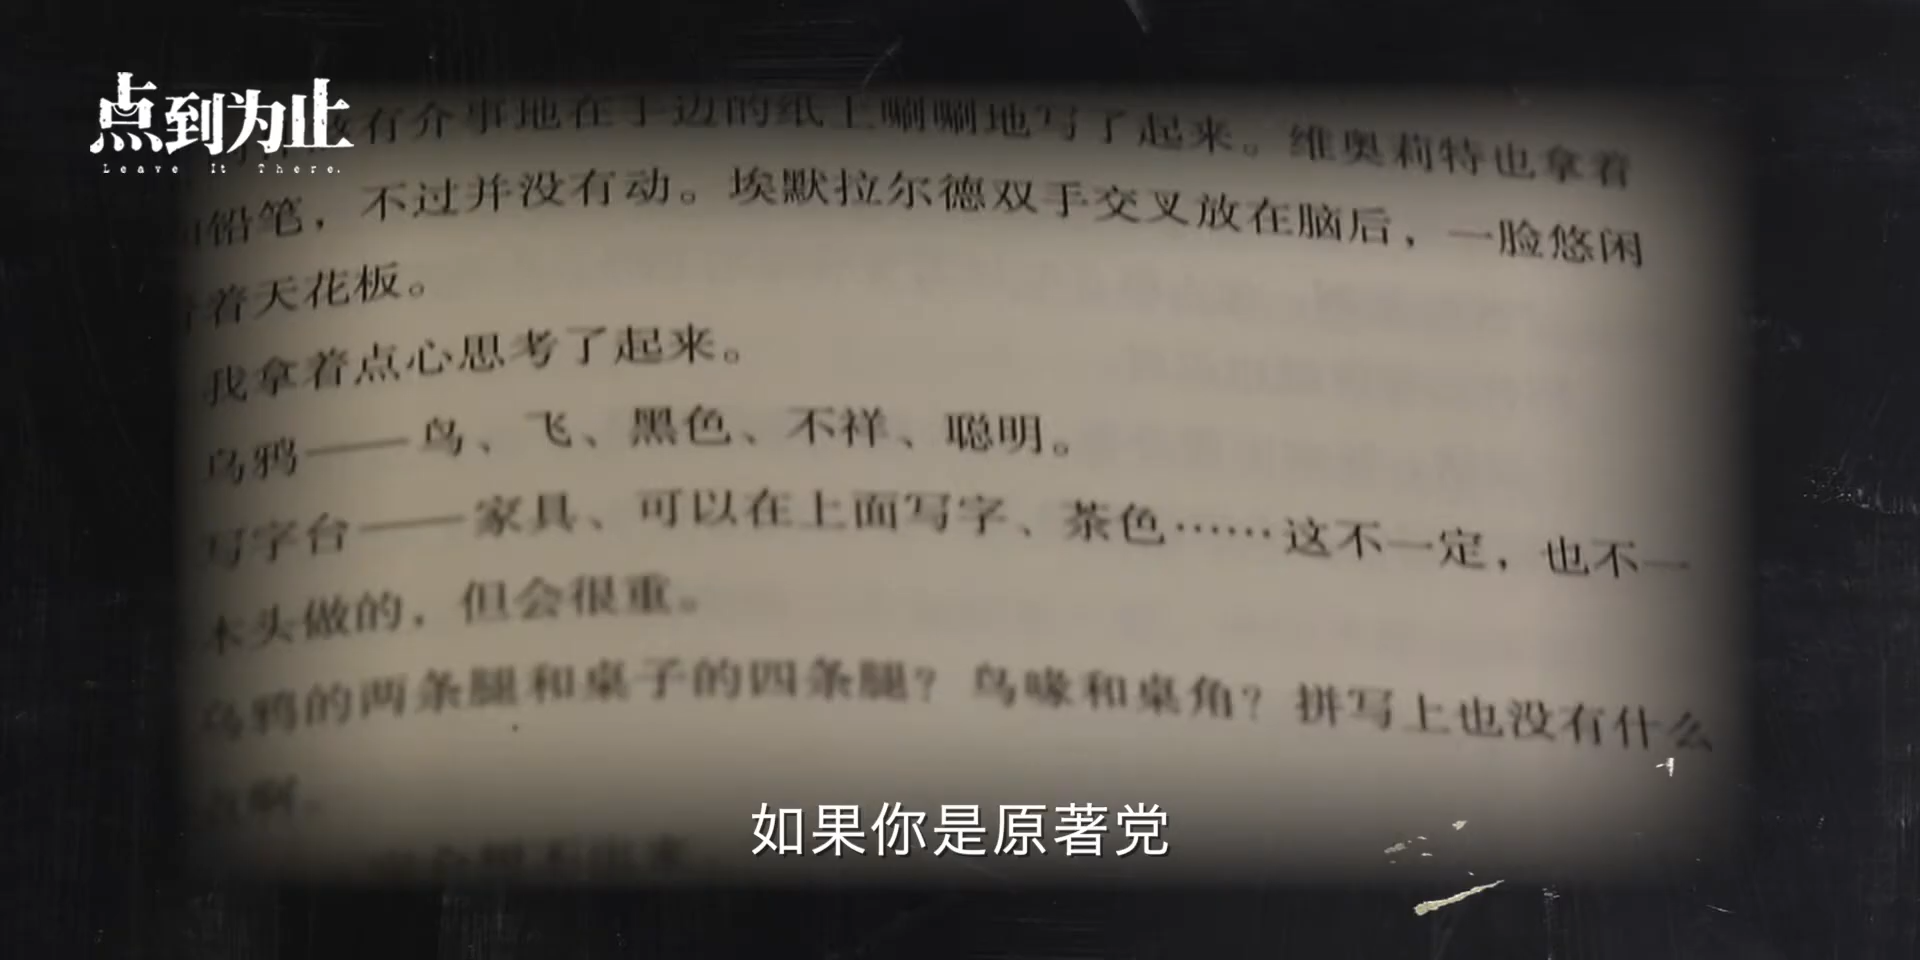 点到为止
Leave It There.
有介事地在手边的纸上唰唰地写了起来。维奥莉特也拿着
铅笔，不过并没有动。埃默拉尔德双手交叉放在脑后，一脸悠闲
着天花板。
我拿着点心思考了起来。
乌鸦——鸟、飞、黑色、不祥、聪明。
写字台——家具、可以在上面写字、茶色……这不一定，也不一
木头做的，但会很重。
乌鸦的两条腿和桌子的四条腿？鸟喙和桌角？拼写上也没有什么
如果你是原著党